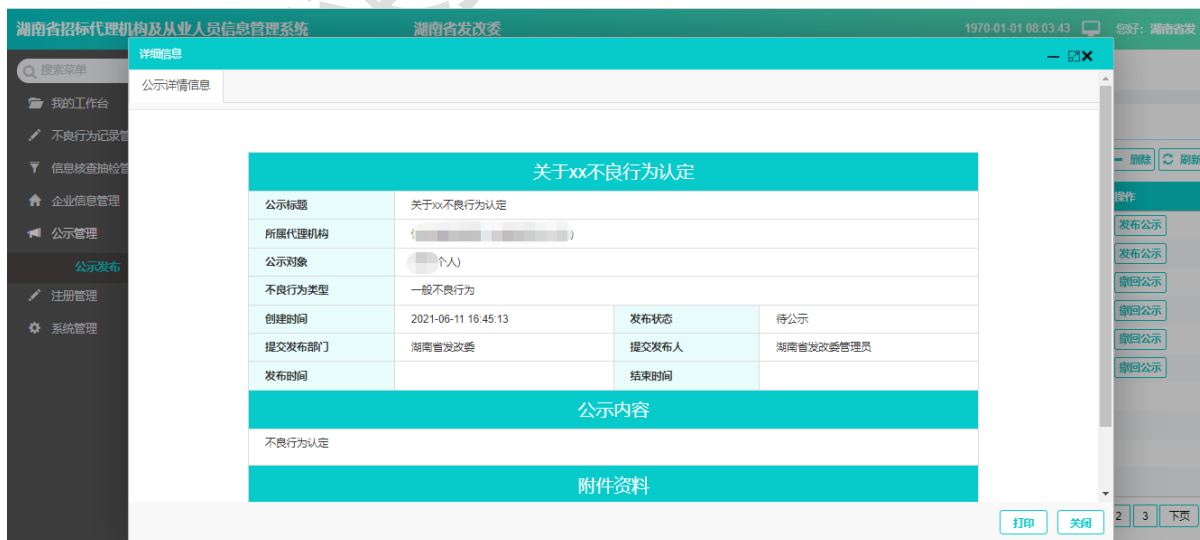 湖南省招标代理机构及从业人员信息管理系统 湖南省发改委 1970-01-01 08:03:43 您好：湖南省发
详细信息
搜索菜单
公示详情信息
我的工作台
不良行为记录管
信息核查抽检管
企业信息管理
公示管理
公示发布
注册管理
系统管理
关于xx不良行为认定
公示标题 关于xx不良行为认定
所属代理机构 ( )
公示对象 个人)
不良行为类型 一般不良行为
创建时间 2021-06-11 16:45:13 发布状态 待公示
提交发布部门 湖南省发改委 提交发布人 湖南省发改委管理员
发布时间 结束时间
公示内容
不良行为认定
附件资料
打印 关闭
删除 刷新
操作
发布公示
发布公示
撤回公示
撤回公示
撤回公示
撤回公示
2 3 下页